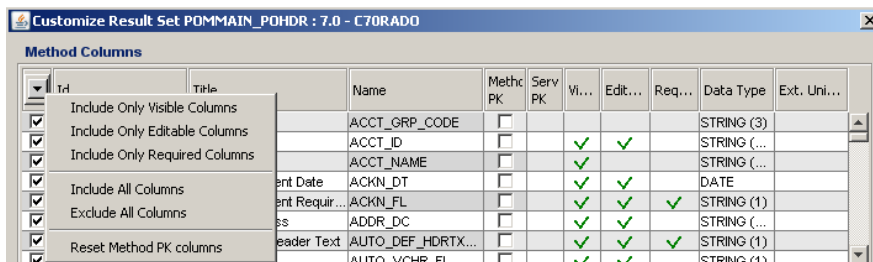 Customize Result Set POMMAIN_POHDR : 7.0 - C70RADO
Method Columns
Id Title Name Methc PK Serv PK Vi... Edit... Req... Data Type Ext. Uni...
Include Only Visible Columns
Include Only Editable Columns
Include Only Required Columns
Include All Columns
Exclude All Columns
Reset Method PK columns
ACCT_GRP_CODE STRING (3)
ACCT_ID STRING (...
ACCT_NAME STRING (...
ent Date ACKN_DT DATE
ent Requir... ACKN_FL STRING (1)
ss ADDR_DC STRING (...
eader Text AUTO_DEF_HDRTX... STRING (1)
AUTO_VCHR_FL STRING (1)